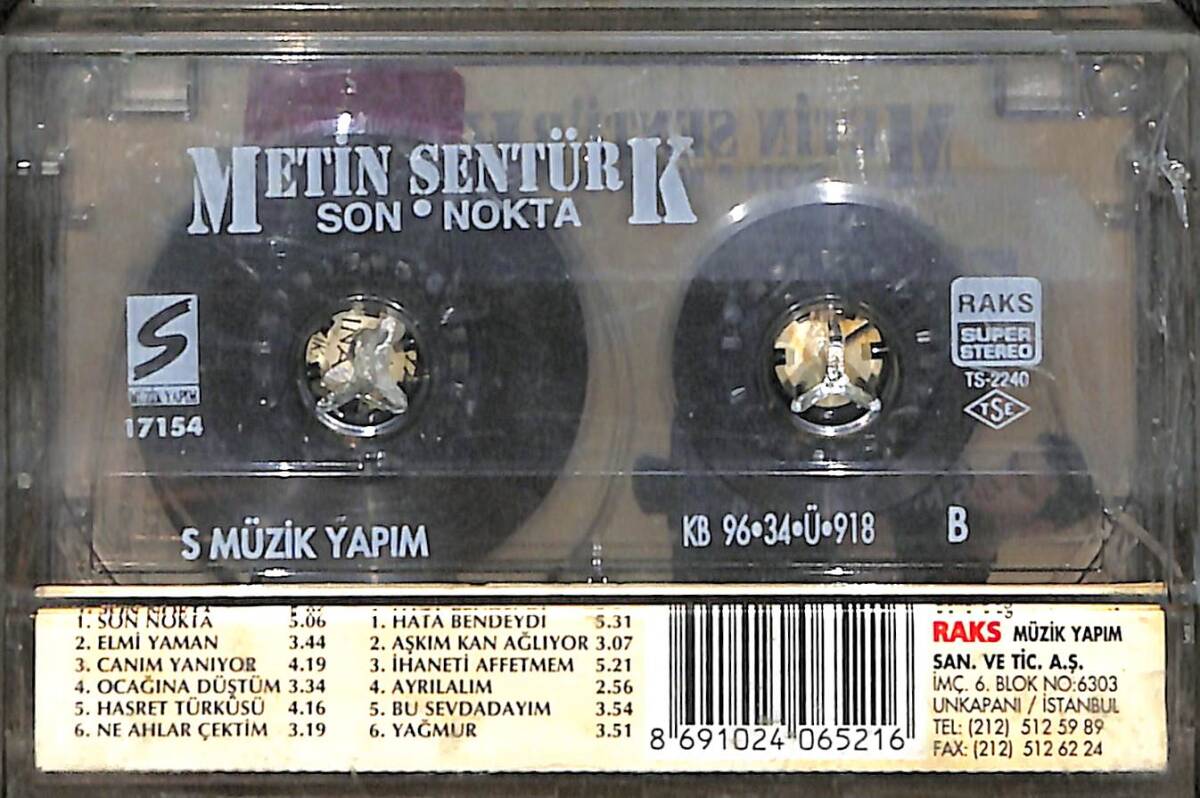 METİN ŞENTÜRK
SON • NOKTA
S
MÜZİK YAPIM
17154
RAKS
SUPER
STEREO
TS-2240
TSE
S MÜZİK YAPIM
KB 96•34•Ü•918
B
1. SON NOKTA 5.06
2. ELMI YAMAN 3.44
3. CANIM YANIYOR 4.19
4. OCAĞINA DÜŞTÜM 3.34
5. HASRET TÜRKÜSÜ 4.16
6. NE AHLAR ÇEKTİM 3.19
1. HATA BENDEYDI 5.31
2. AŞKIM KAN AĞLIYOR 3.07
3. İHANETİ AFFETMEM 5.21
4. AYRILALIM 2.56
5. BU SEVDADAYIM 3.54
6. YAĞMUR 3.51
8 691024 065216
RAKS MÜZİK YAPIM
SAN. VE TİC. A.Ş.
İMÇ. 6. BLOK NO:6303
UNKAPANI / İSTANBUL
TEL: (212) 512 59 89
FAX: (212) 512 62 24